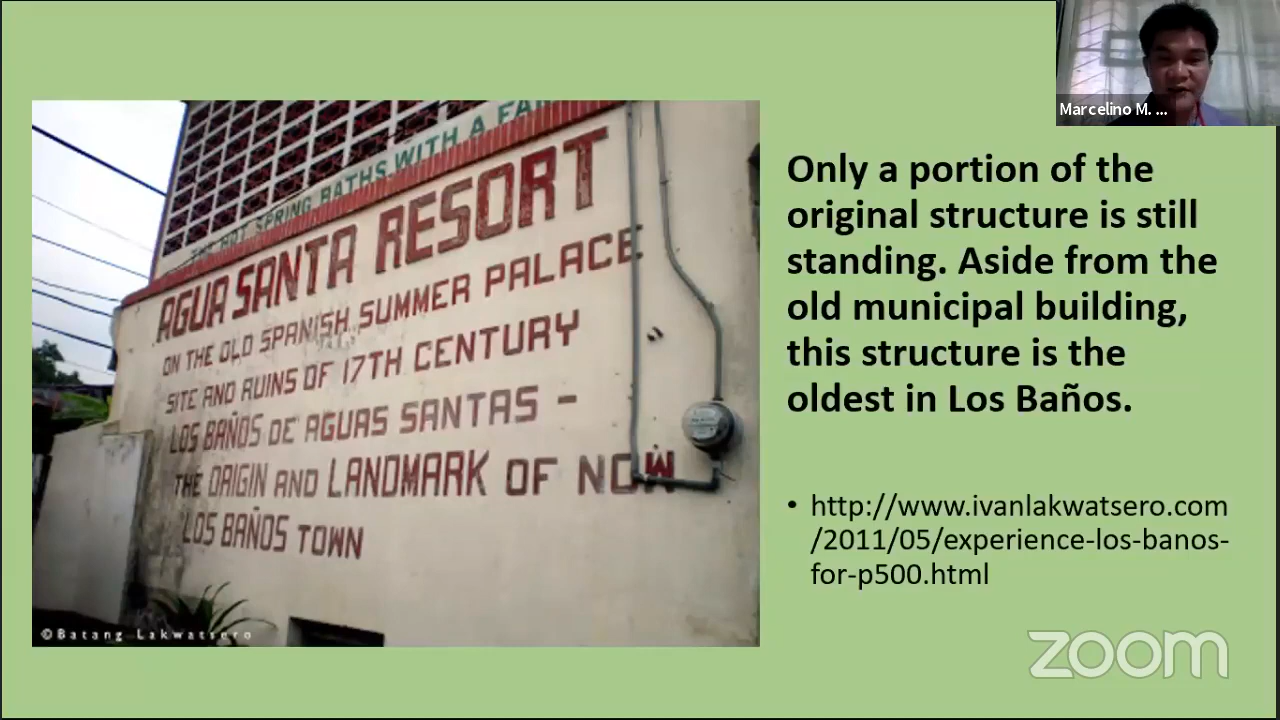 Marcelino M. ...
THE HOT SPRING BATHS WITH A
AGUA SANTA RESORT
ON THE OLD SPANISH SUMMER PALACE
SITE AND RUINS OF 17TH CENTURY
LOS BAÑOS DE AGUAS SANTAS -
THE ORIGIN AND LANDMARK OF NOW
LOS BAÑOS TOWN
©Batang Lakwatsero
Only a portion of the
original structure is still
standing. Aside from the
old municipal building,
this structure is the
oldest in Los Baños.
• http://www.ivanlakwatsero.com
/2011/05/experience-los-banos-
for-p500.html
zoom